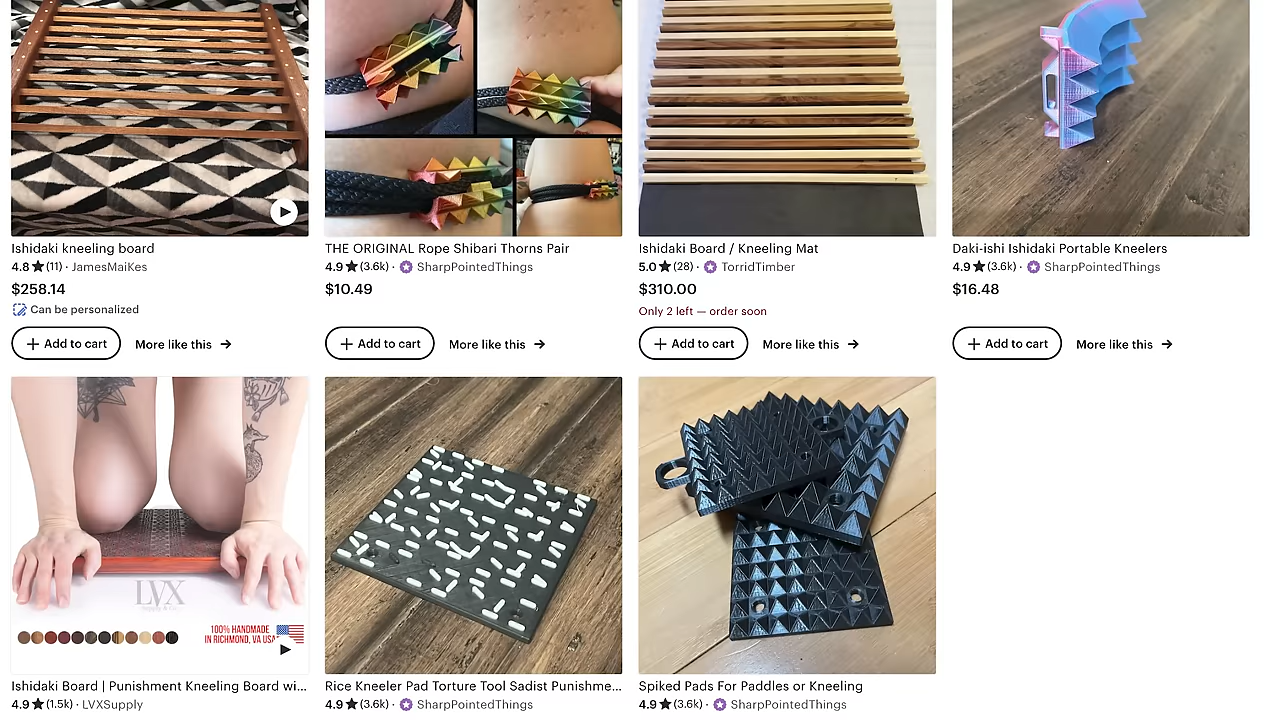 Ishidaki kneeling board
4.8★(11) · JamesMaiKes
$258.14
Can be personalized
+ Add to cart
More like this →
THE ORIGINAL Rope Shibari Thorns Pair
4.9★(3.6k) · SharpPointedThings
$10.49
+ Add to cart
More like this →
Ishidaki Board / Kneeling Mat
5.0★(28) · TorridTimber
$310.00
Only 2 left — order soon
+ Add to cart
More like this →
Daki-ishi Ishidaki Portable Kneelers
4.9★(3.6k) · SharpPointedThings
$16.48
+ Add to cart
More like this →
LVX
Supply & Co.
100% HANDMADE
IN RICHMOND, VA USA
Ishidaki Board | Punishment Kneeling Board wi...
4.9★(1.5k) · LVXSupply
Rice Kneeler Pad Torture Tool Sadist Punishme...
4.9★(3.6k) · SharpPointedThings
Spiked Pads For Paddles or Kneeling
4.9★(3.6k) · SharpPointedThings